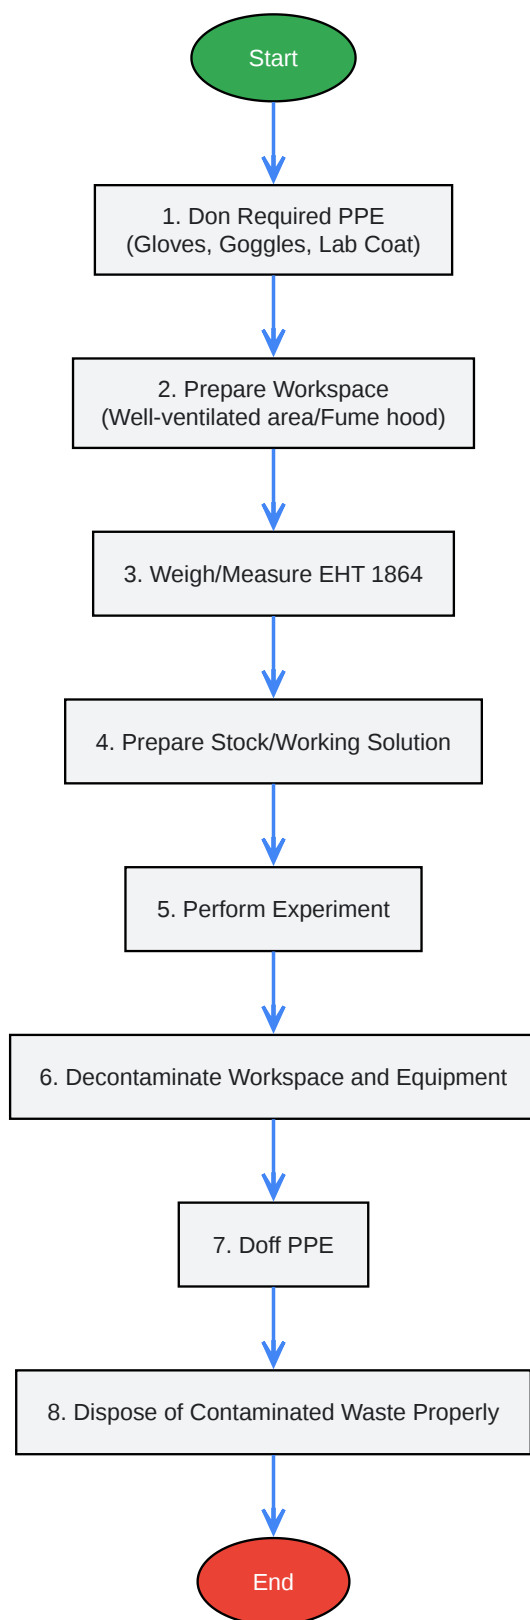 Start
1. Don Required PPE
(Gloves, Goggles, Lab Coat)
2. Prepare Workspace
(Well-ventilated area/Fume hood)
3. Weigh/Measure EHT 1864
4. Prepare Stock/Working Solution
5. Perform Experiment
6. Decontaminate Workspace and Equipment
7. Doff PPE
8. Dispose of Contaminated Waste Properly
End